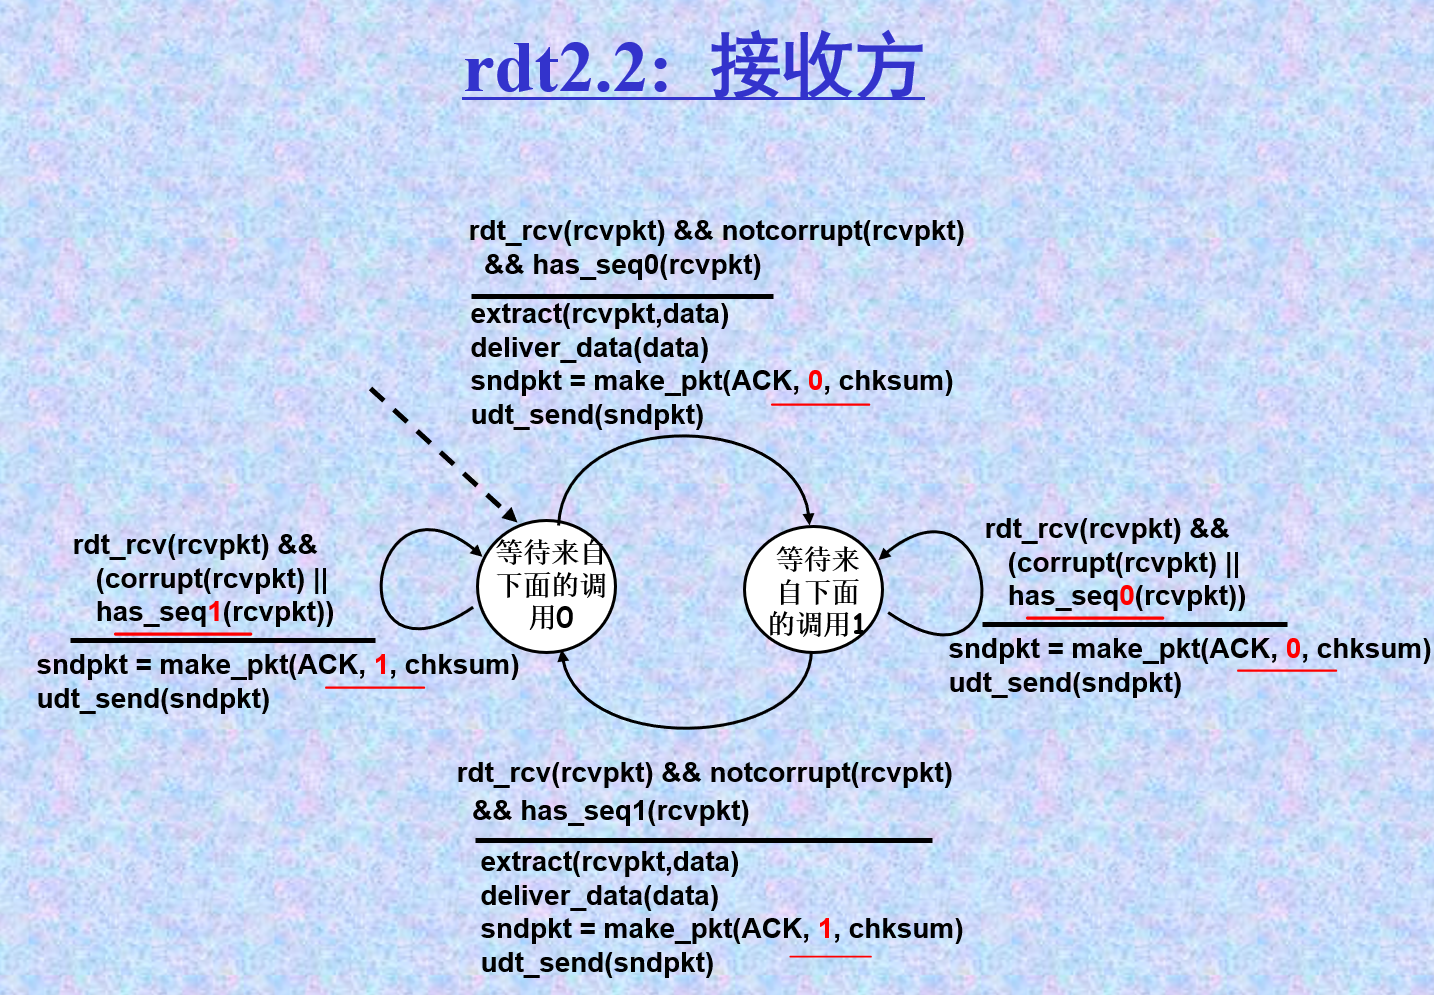 rdt2.2: 接收方
rdt_rcv(rcvpkt) && notcorrupt(rcvpkt)
&& has_seq0(rcvpkt)
extract(rcvpkt,data)
deliver_data(data)
sndpkt = make_pkt(ACK, 0, chksum)
udt_send(sndpkt)
rdt_rcv(rcvpkt) &&
(corrupt(rcvpkt) ||
has_seq1(rcvpkt))
sndpkt = make_pkt(ACK, 1, chksum)
udt_send(sndpkt)
等待来自
下面的调
用0
等待来
自下面
的调用1
rdt_rcv(rcvpkt) &&
(corrupt(rcvpkt) ||
has_seq0(rcvpkt))
sndpkt = make_pkt(ACK, 0, chksum)
udt_send(sndpkt)
rdt_rcv(rcvpkt) && notcorrupt(rcvpkt)
&& has_seq1(rcvpkt)
extract(rcvpkt,data)
deliver_data(data)
sndpkt = make_pkt(ACK, 1, chksum)
udt_send(sndpkt)